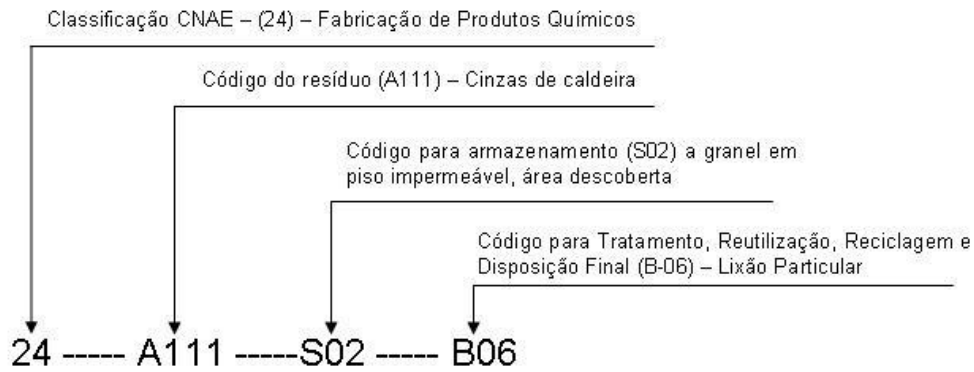 Classificação CNAE – (24) – Fabricação de Produtos Químicos
Código do resíduo (A111) – Cinzas de caldeira
Código para armazenamento (S02) a granel em
piso impermeável, área descoberta
Código para Tratamento, Reutilização, Reciclagem e
Disposição Final (B-06) – Lixão Particular
24 ----- A111 -----S02 ----- B06